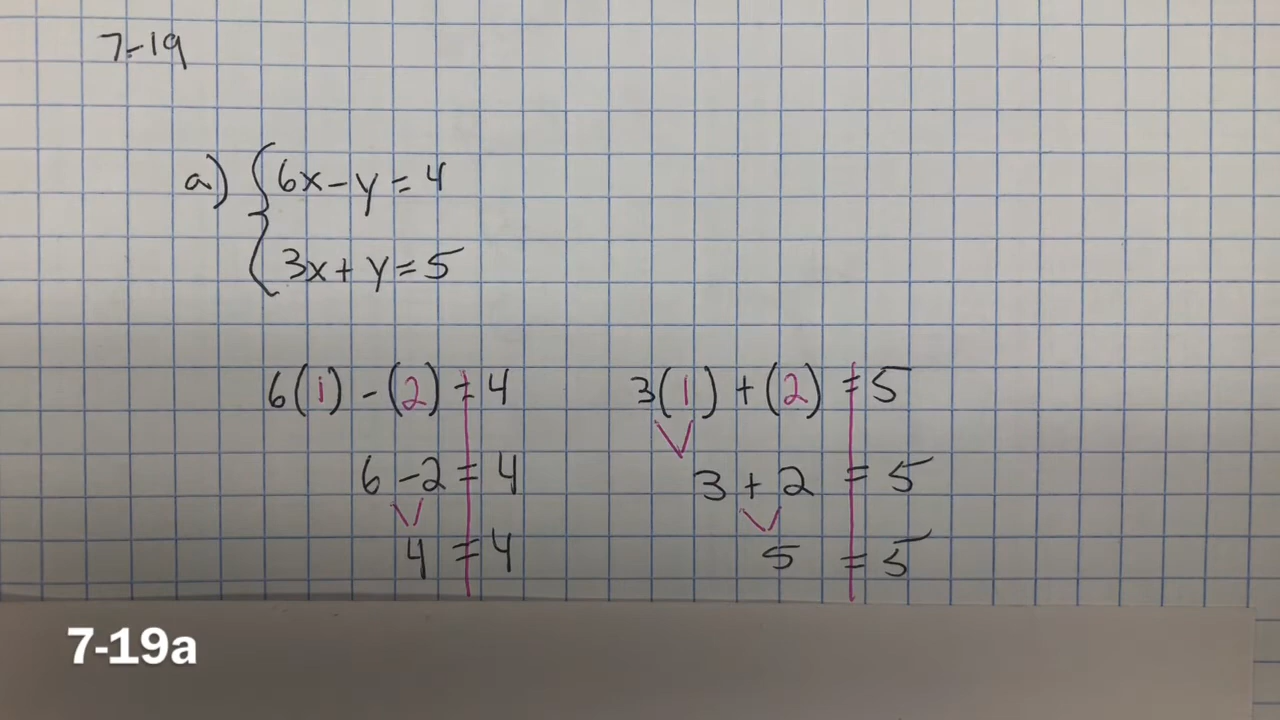 7-19
a) { 6x - y = 4
3x + y = 5
6(1) - (2) = 4
6 - 2 = 4
4 = 4
3(1) + (2) = 5
3 + 2 = 5
5 = 5
7-19a